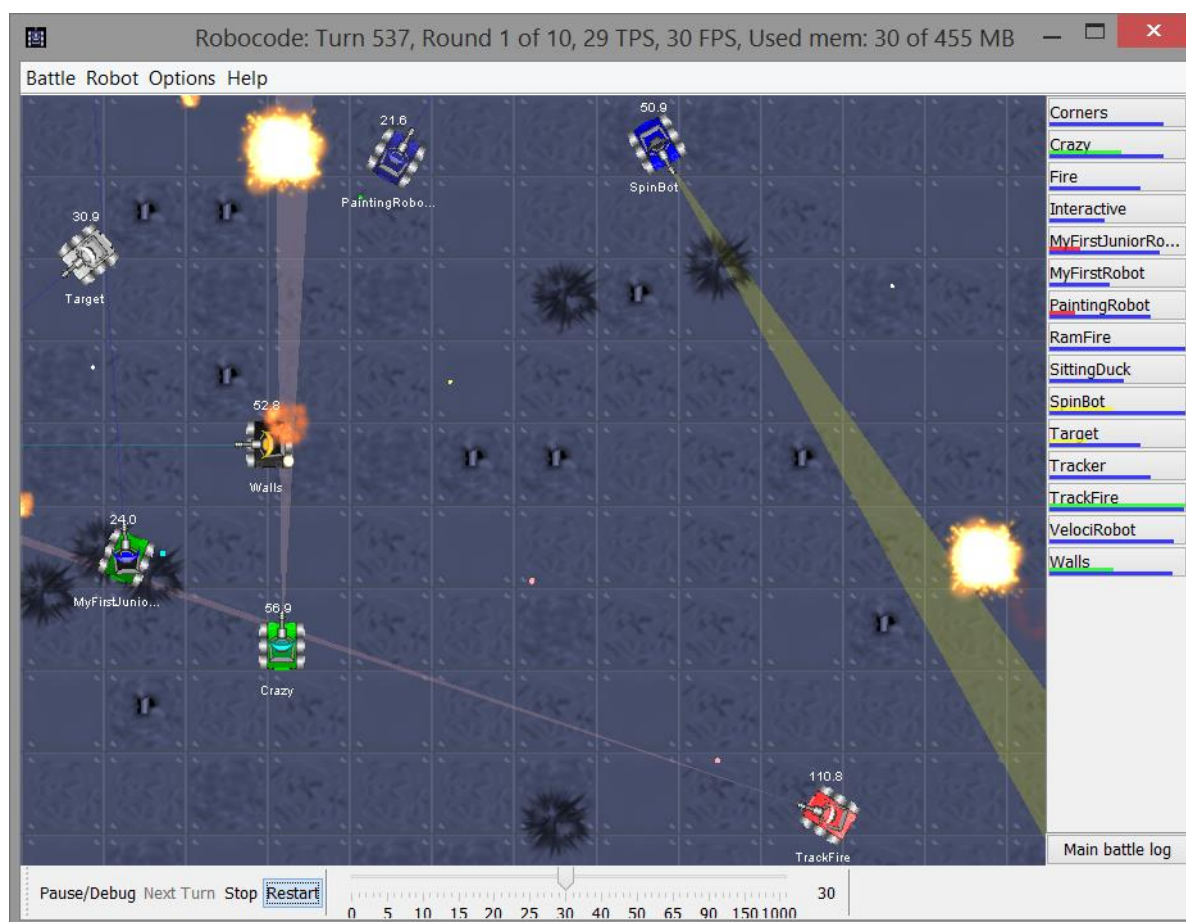 Robocode: Turn 537, Round 1 of 10, 29 TPS, 30 FPS, Used mem: 30 of 455 MB
Battle Robot Options Help
21.6
PaintingRobo...
50.9
SpinBot
30.9
Target
52.8
Walls
24.0
MyFirstJunio...
56.9
Crazy
110.8
TrackFire
Corners
Crazy
Fire
Interactive
MyFirstJuniorRo...
MyFirstRobot
PaintingRobot
RamFire
SittingDuck
SpinBot
Target
Tracker
TrackFire
VelociRobot
Walls
Main battle log
Pause/Debug Next Turn Stop Restart
30
0 5 10 15 20 25 30 40 50 65 90 150 1000